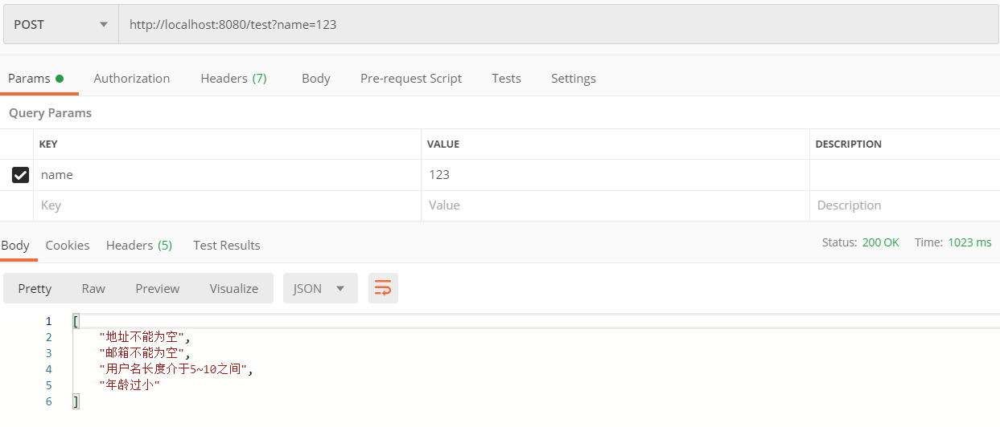 POST http://localhost:8080/test?name=123
Params Authorization Headers (7) Body Pre-request Script Tests Settings
Query Params
KEY VALUE DESCRIPTION
name 123
Key Value Description
Body Cookies Headers (5) Test Results Status: 200 OK Time: 1023 ms
Pretty Raw Preview Visualize JSON
1 [
2 "地址不能为空",
3 "邮箱不能为空",
4 "用户名长度介于5~10之间",
5 "年龄过小"
6 ]